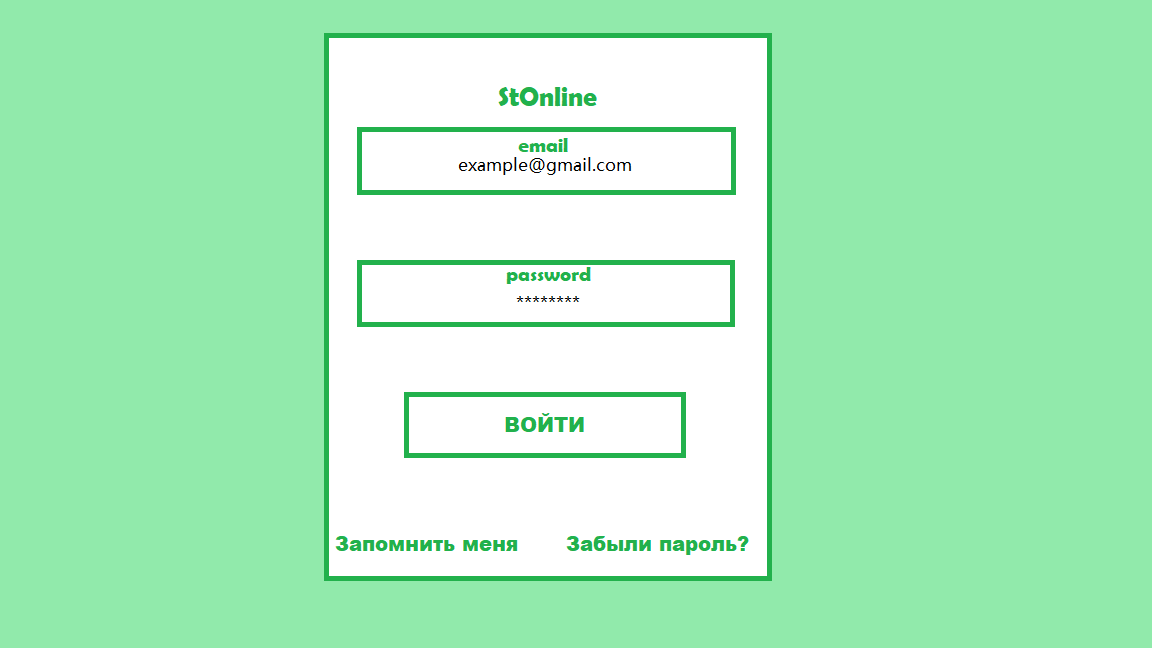 StOnline
email
example@gmail.com
password
********
ВОЙТИ
Запомнить меня Забыли пароль?